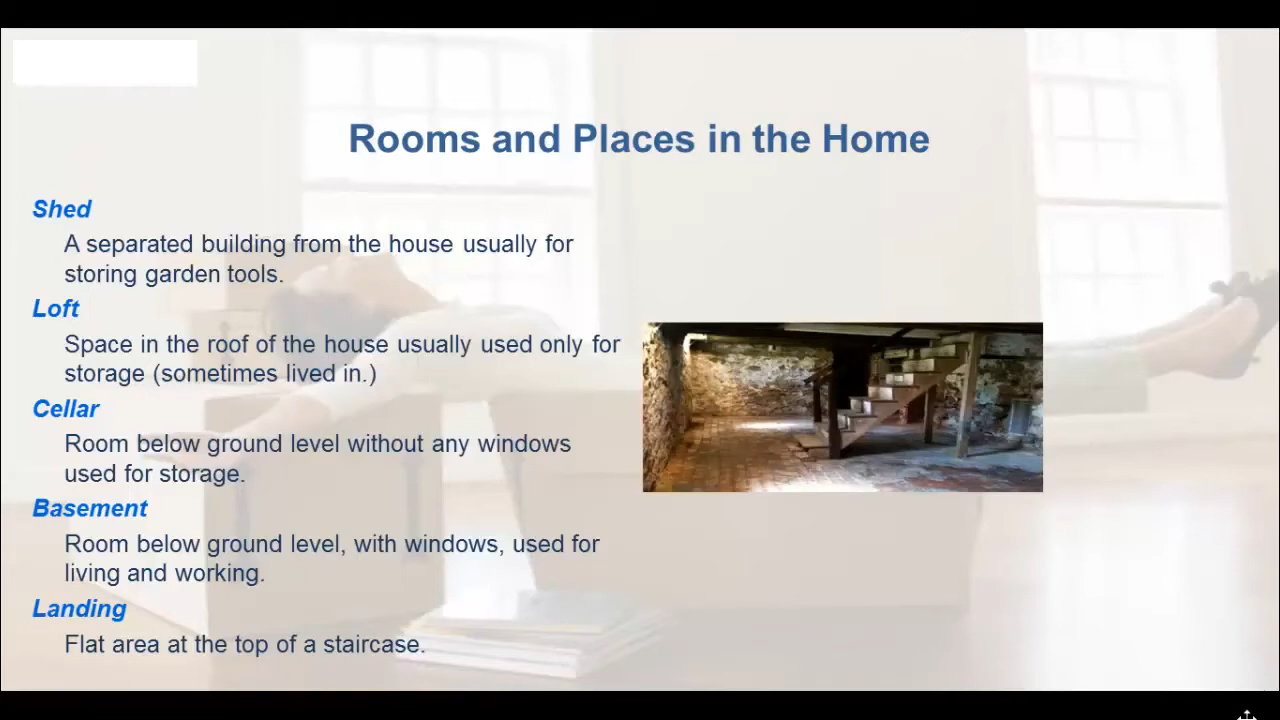 Rooms and Places in the Home
Shed
A separated building from the house usually for
storing garden tools.
Loft
Space in the roof of the house usually used only for
storage (sometimes lived in.)
Cellar
Room below ground level without any windows
used for storage.
Basement
Room below ground level, with windows, used for
living and working.
Landing
Flat area at the top of a staircase.